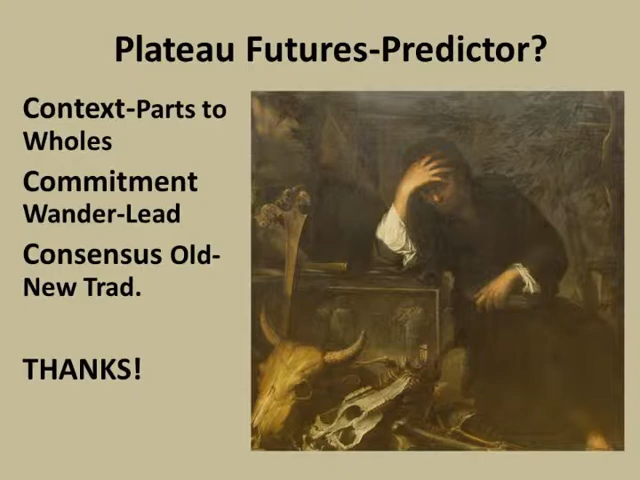 Plateau Futures-Predictor?
Context-Parts to
Wholes
Commitment
Wander-Lead
Consensus Old-
New Trad.
THANKS!